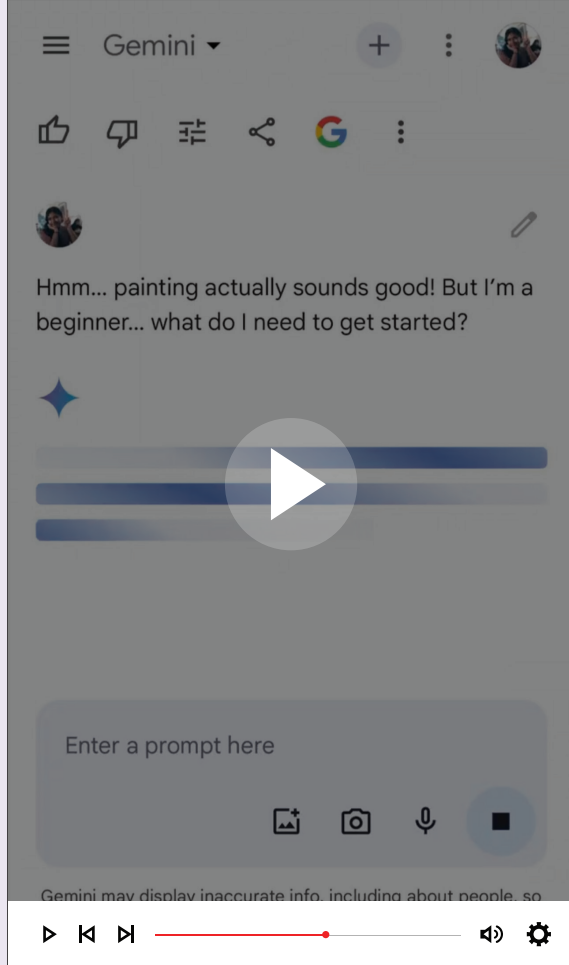 Gemini
Hmm... painting actually sounds good! But I’m a
beginner... what do I need to get started?
Enter a prompt here
Gemini may display inaccurate info, including about people, so